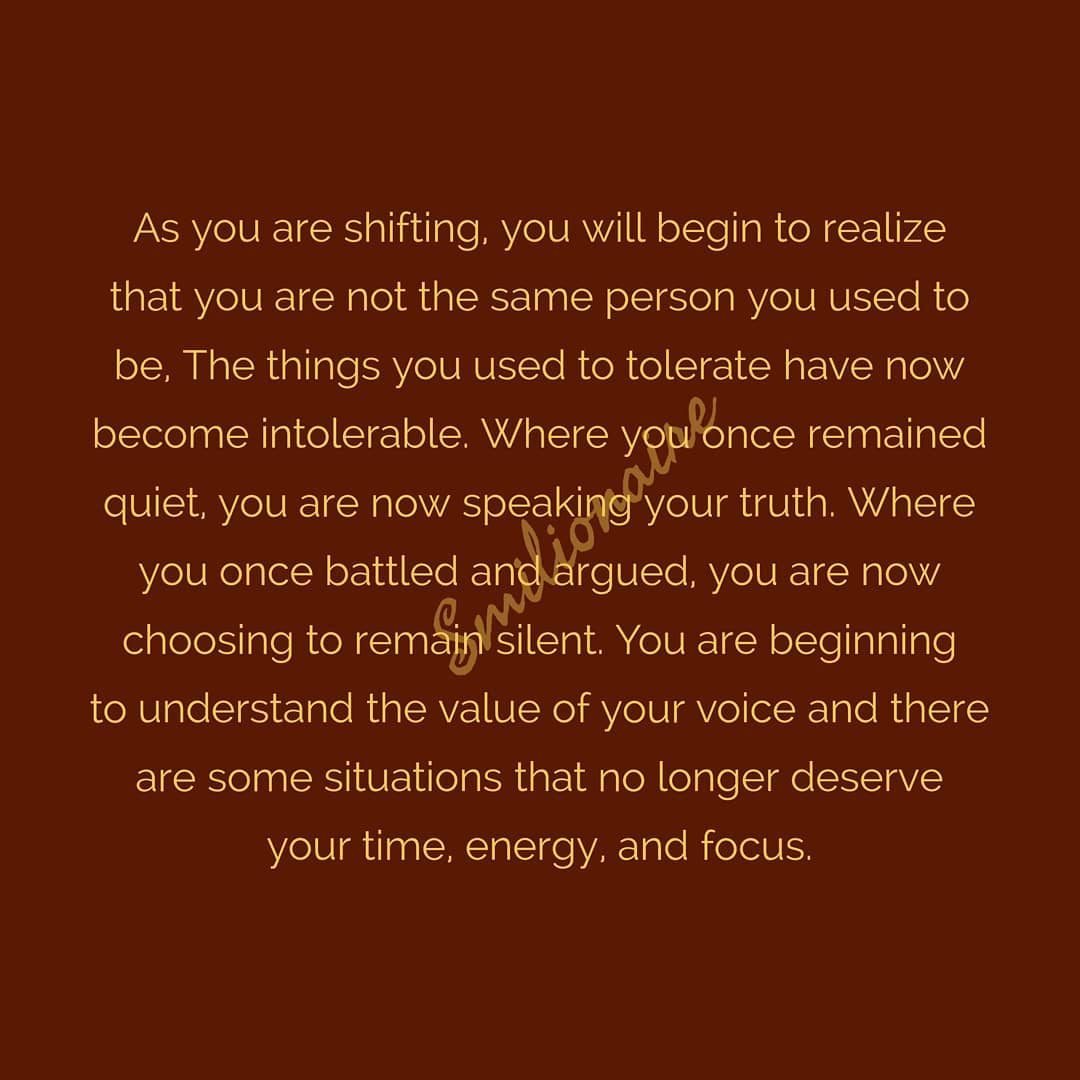 As you are shifting, you will begin to realize
that you are not the same person you used to
be, The things you used to tolerate have now
become intolerable. Where you once remained
quiet, you are now speaking your truth. Where
you once battled and argued, you are now
choosing to remain silent. You are beginning
to understand the value of your voice and there
are some situations that no longer deserve
your time, energy, and focus.
Smilionaire